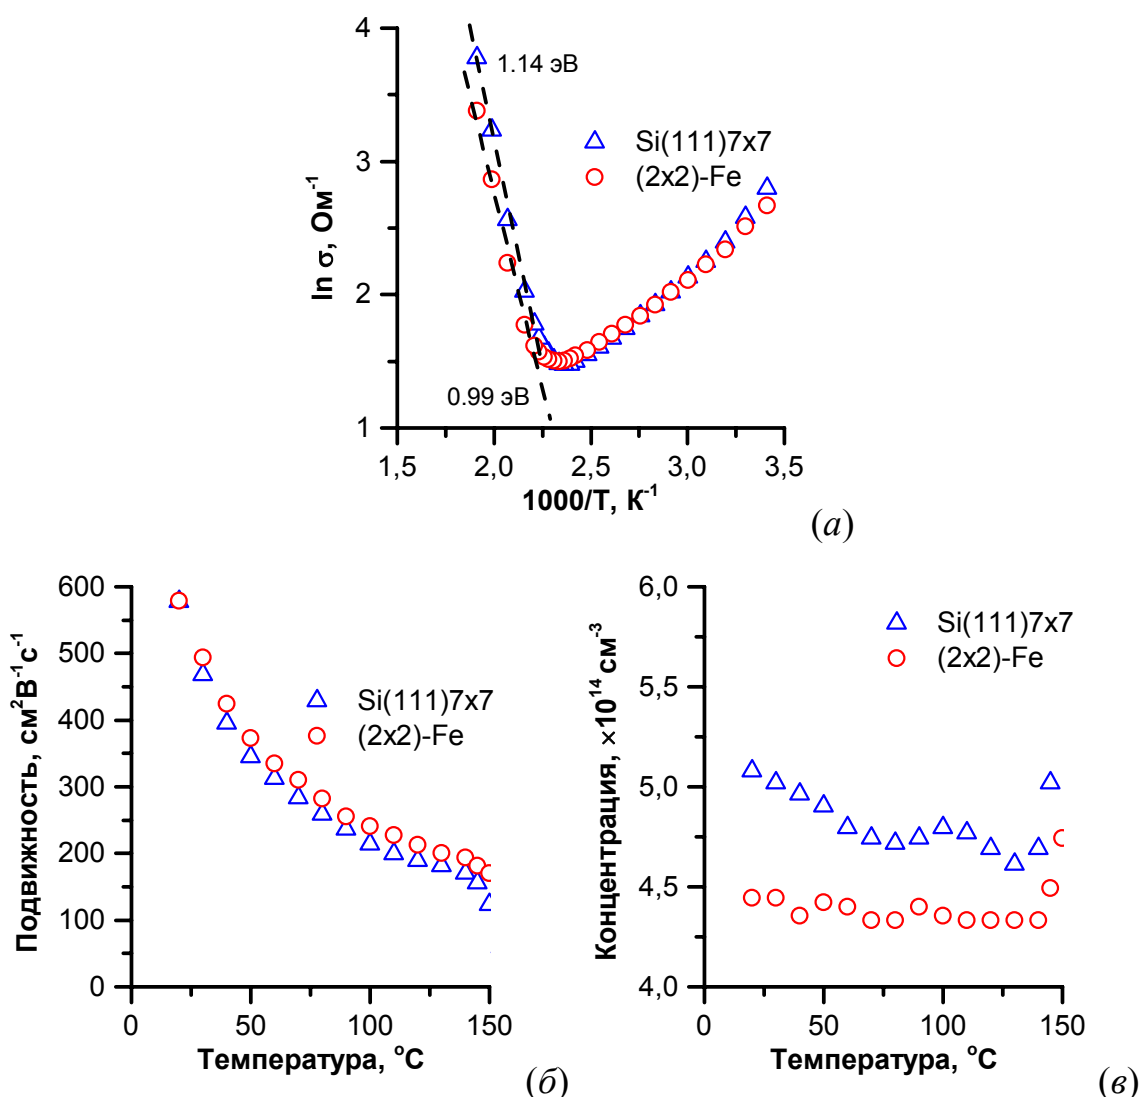 4
3
2
1
ln σ, Ом⁻¹
1.14 эВ
Si(111)7x7
(2x2)-Fe
0.99 эВ
1,5 2,0 2,5 3,0 3,5
1000/T, К⁻¹
(а)
600
500
400
300
200
100
0
Подвижность, см²В⁻¹с⁻¹
Si(111)7x7
(2x2)-Fe
0 50 100 150
Температура, °С
(б)
6,0
5,5
5,0
4,5
4,0
Концентрация, ×10¹⁴ см⁻³
Si(111)7x7
(2x2)-Fe
0 50 100 150
Температура, °С
(в)